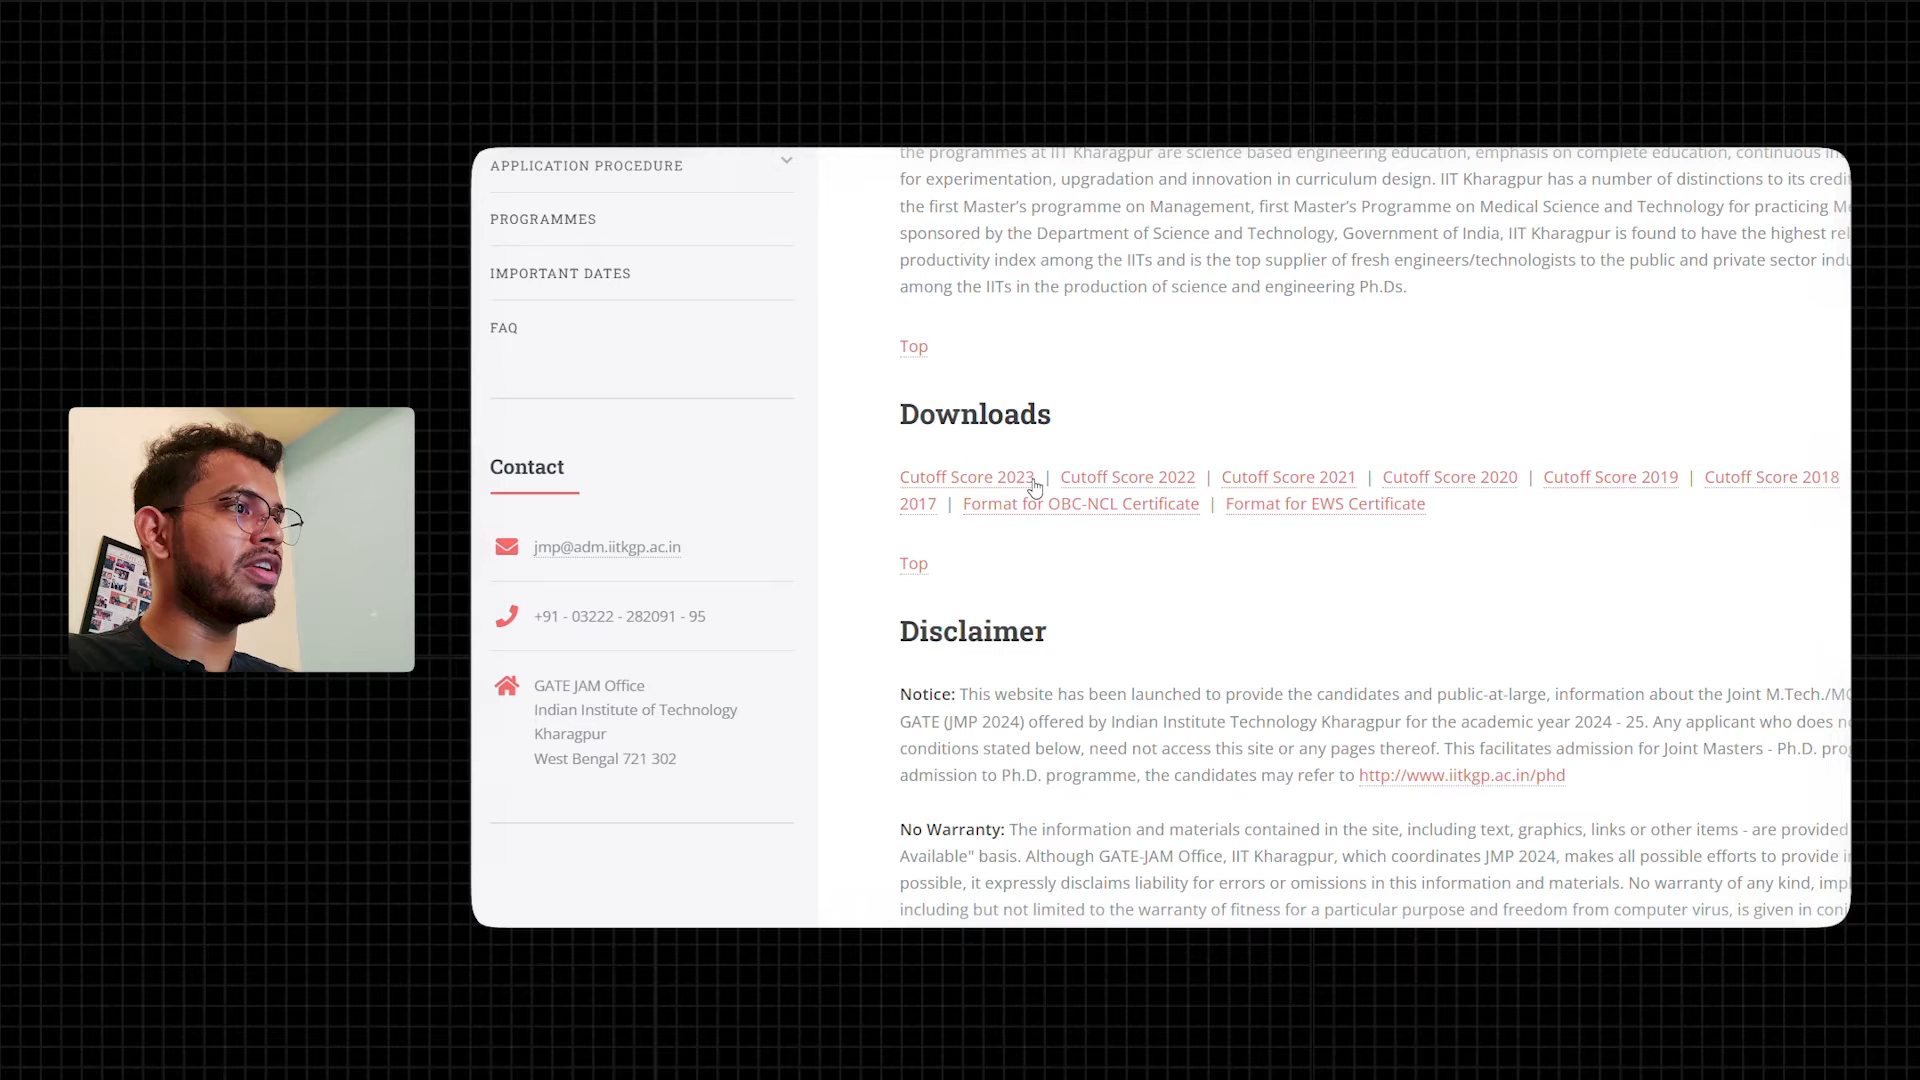 APPLICATION PROCEDURE
PROGRAMMES
IMPORTANT DATES
FAQ
Contact
jmp@adm.iitkgp.ac.in
+91 - 03222 - 282091 - 95
GATE JAM Office
Indian Institute of Technology
Kharagpur
West Bengal 721 302
the programmes at IIT Kharagpur are science based engineering education, emphasis on complete education, continuous
for experimentation, upgradation and innovation in curriculum design. IIT Kharagpur has a number of distinctions to its
the first Master’s programme on Management, first Master’s Programme on Medical Science and Technology for practicing
sponsored by the Department of Science and Technology, Government of India, IIT Kharagpur is found to have the highest
productivity index among the IITs and is the top supplier of fresh engineers/technologists to the public and private sector
among the IITs in the production of science and engineering Ph.Ds.
Top
Downloads
Cutoff Score 2023 | Cutoff Score 2022 | Cutoff Score 2021 | Cutoff Score 2020 | Cutoff Score 2019 | Cutoff Score 2018
2017 | Format for OBC-NCL Certificate | Format for EWS Certificate
Top
Disclaimer
Notice: This website has been launched to provide the candidates and public-at-large, information about the Joint
GATE (JMP 2024) offered by Indian Institute Technology Kharagpur for the academic year 2024 - 25. Any applicant who does
conditions stated below, need not access this site or any pages thereof. This facilitates admission for Joint Masters - Ph.D.
admission to Ph.D. programme, the candidates may refer to http://www.iitkgp.ac.in/phd
No Warranty: The information and materials contained in the site, including text, graphics, links or other items - are provided
Available" basis. Although GATE-JAM Office, IIT Kharagpur, which coordinates JMP 2024, makes all possible efforts to provide
possible, it expressly disclaims liability for errors or omissions in this information and materials. No warranty of any kind,
including but not limited to the warranty of fitness for a particular purpose and freedom from computer virus, is given in